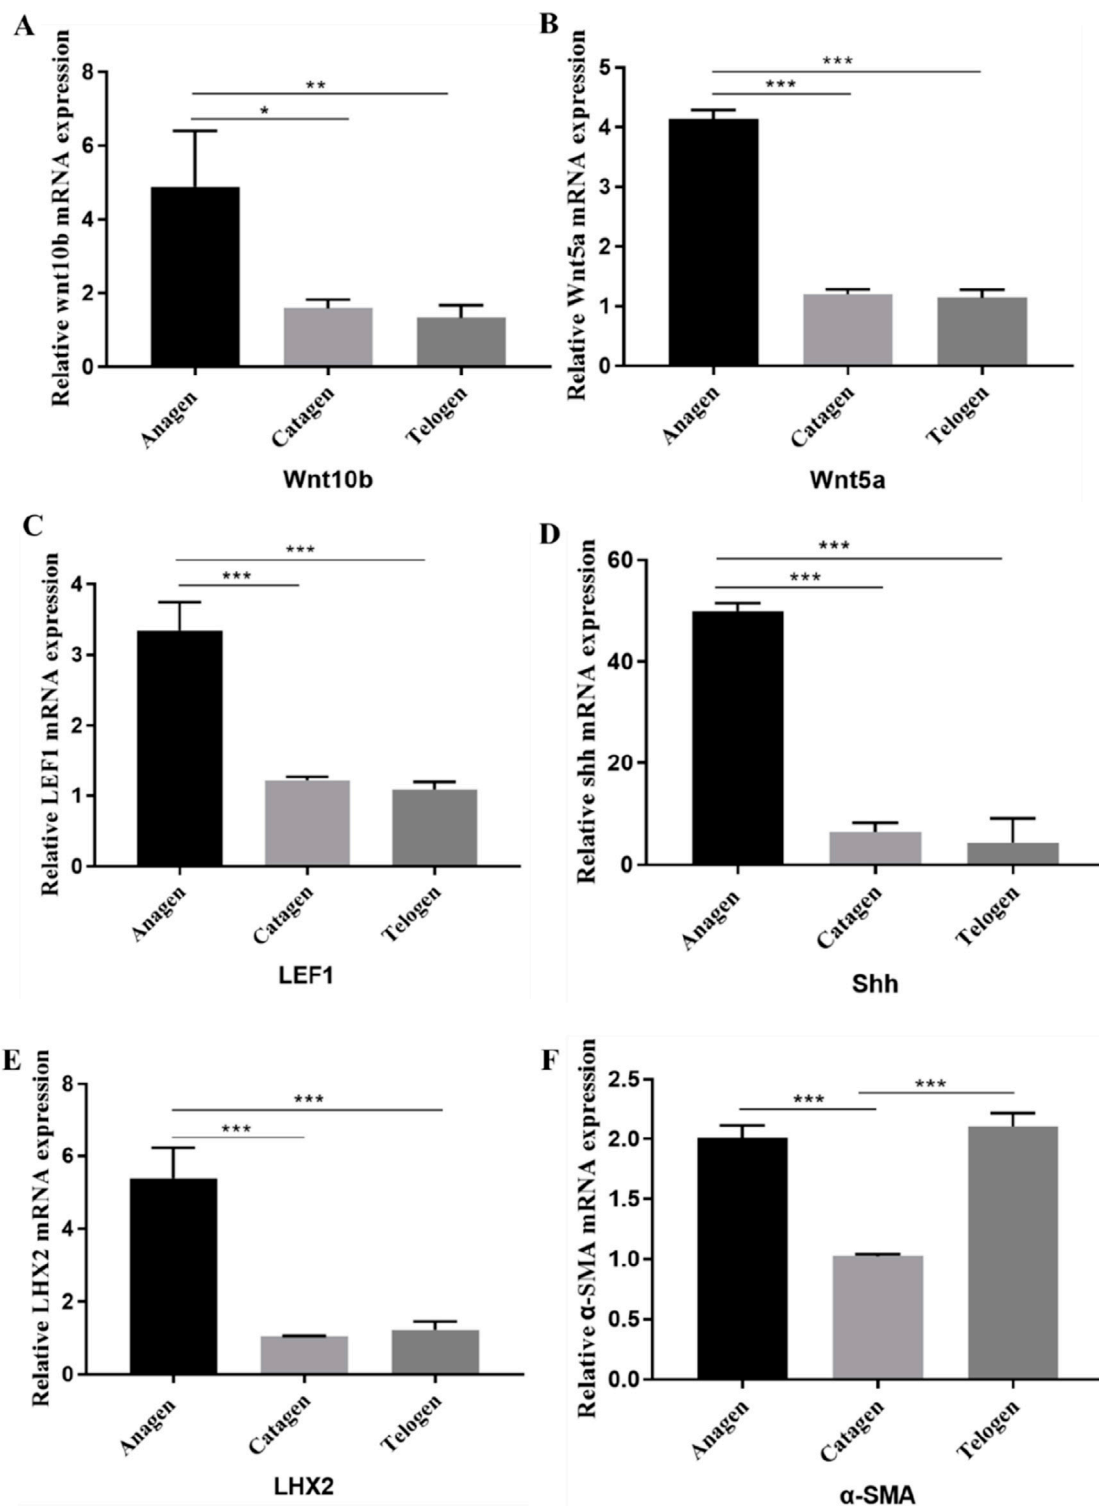 A
Relative wnt10b mRNA expression
8
6
4
2
0
**
*
Anagen
Catagen
Telogen
Wnt10b
B
Relative Wnt5a mRNA expression
5
4
3
2
1
0
***
***
Anagen
Catagen
Telogen
Wnt5a
C
Relative LEF1 mRNA expression
4
3
2
1
0
***
***
Anagen
Catagen
Telogen
LEF1
D
Relative shh mRNA expression
60
40
20
0
***
***
Anagen
Catagen
Telogen
Shh
E
Relative LHX2 mRNA expression
8
6
4
2
0
***
***
Anagen
Catagen
Telogen
LHX2
F
Relative α-SMA mRNA expression
2.5
2.0
1.5
1.0
0.5
0.0
***
***
Anagen
Catagen
Telogen
α-SMA